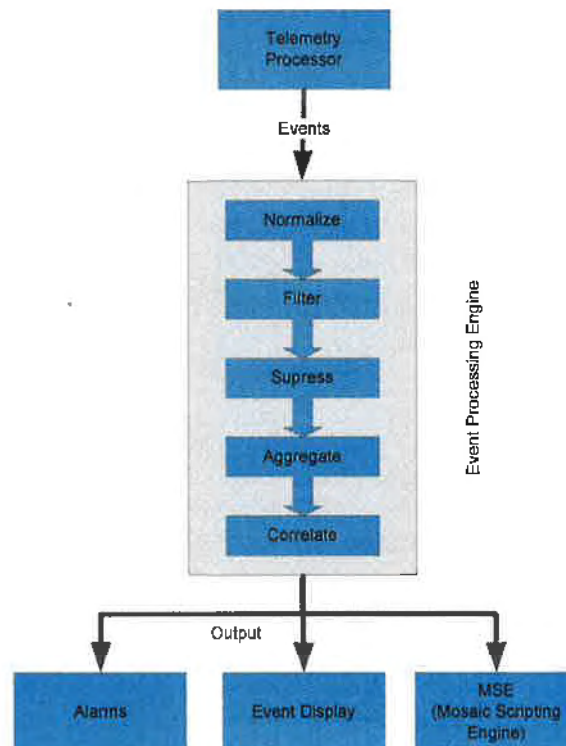 Telemetry
Processor
Events
Normalize
Filter
Supress
Aggregate
Correlate
Event Processing Engine
Output
Alarms
Event Display
MSE
(Mosaic Scripting
Engine)